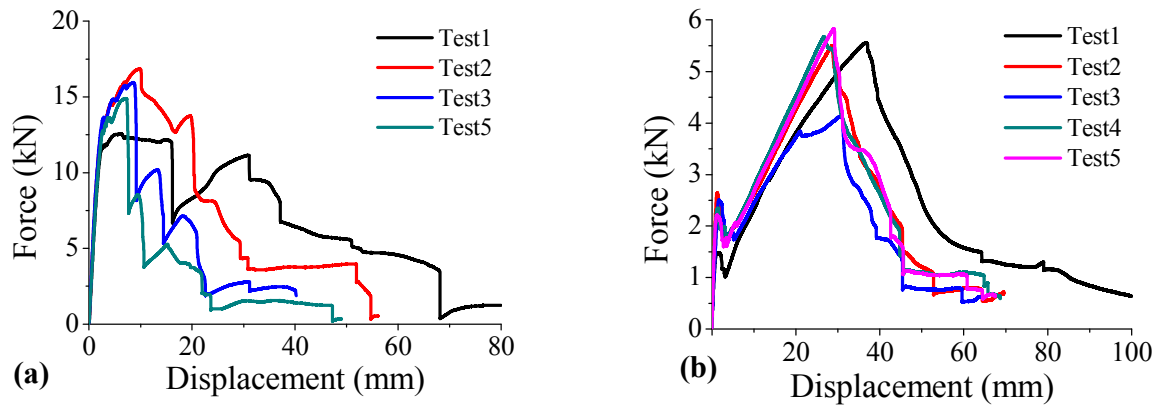 20
15
10
5
0
Force (kN)
0 20 40 60 80
Displacement (mm)
Test1
Test2
Test3
Test5
(a)
6
5
4
3
2
1
0
Force (kN)
0 20 40 60 80 100
Displacement (mm)
Test1
Test2
Test3
Test4
Test5
(b)